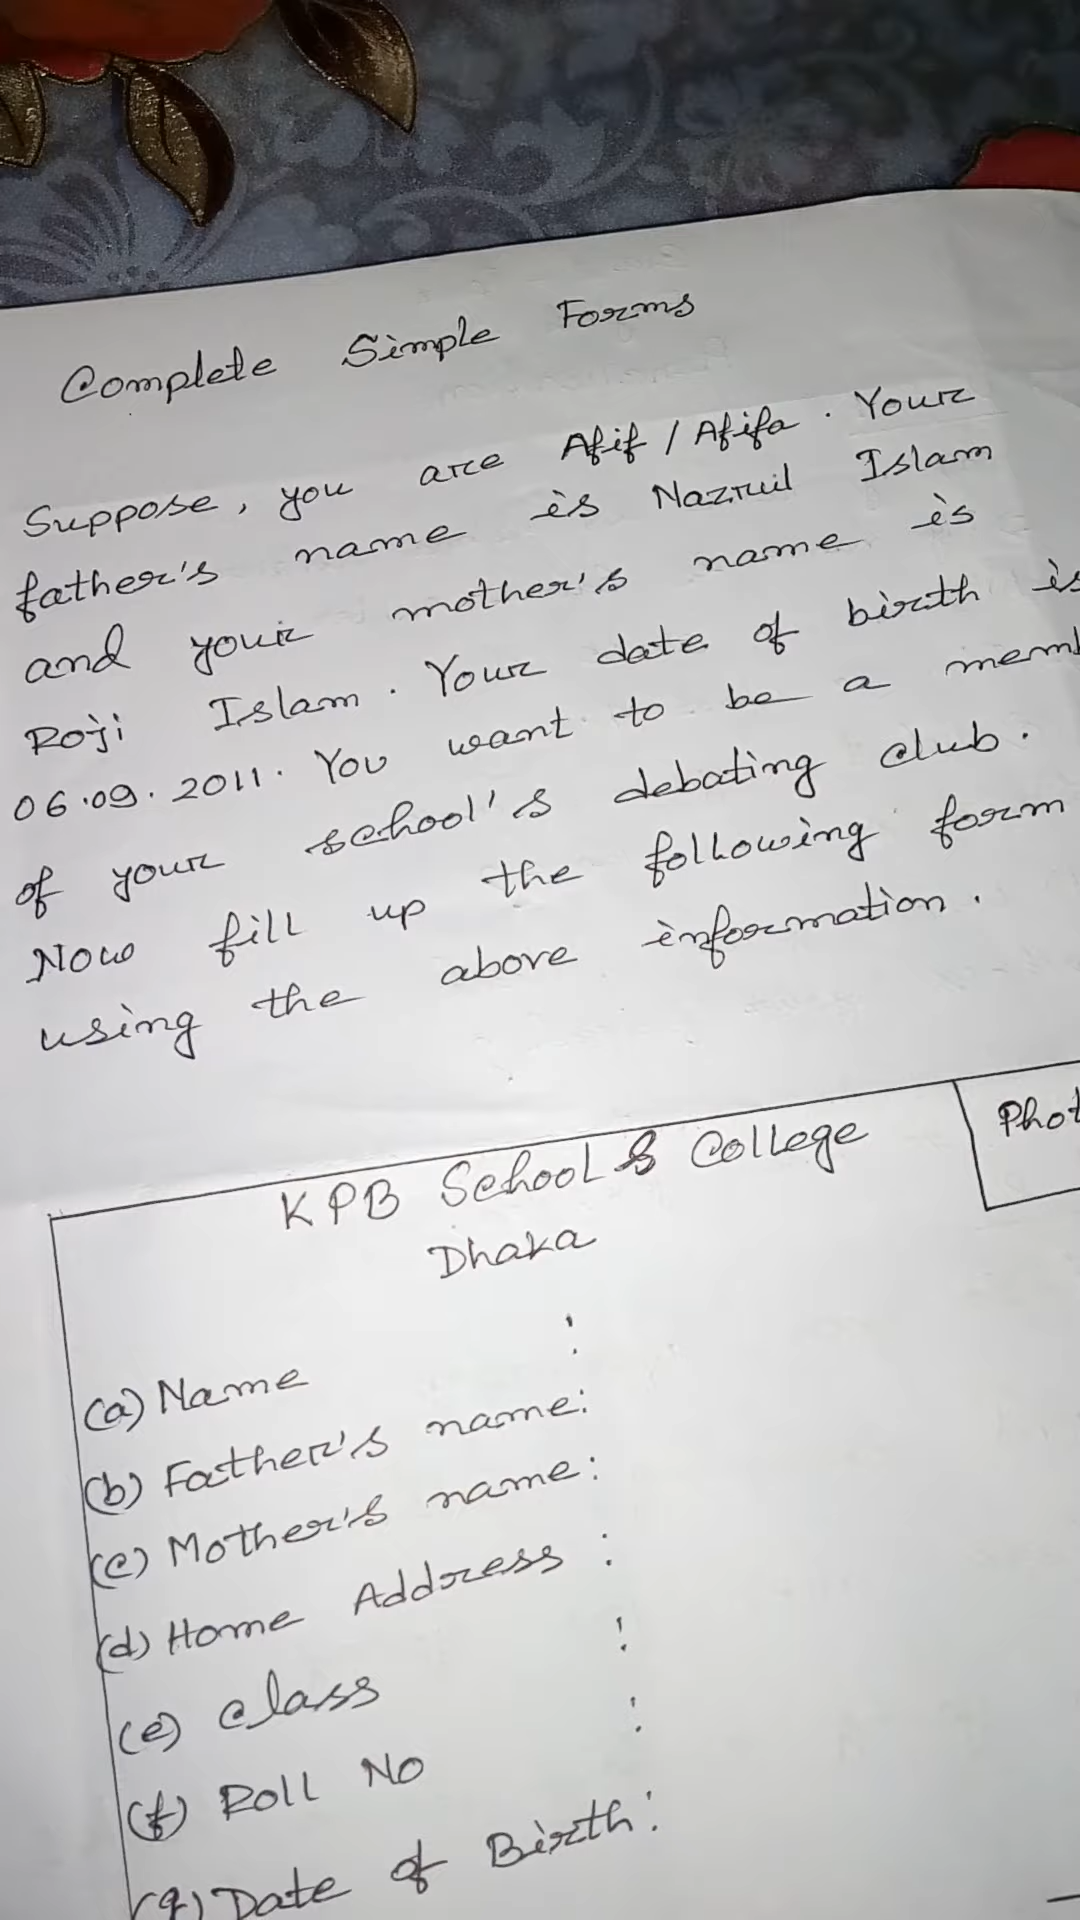 Complete Simple Forms
Suppose, you are Afif / Afifa. Your
father's name is Nazrul Islam
and your mother's name is
Roji Islam. Your date of birth is
06.09.2011. You want to be a memb
of your school's debating club.
Now fill up the following form
using the above information.
KPB School & College
Phot
Dhaka
(a) Name :
(b) Father's name:
(c) Mother's name:
(d) Home Address :
(e) Class :
(f) Roll No :
(g) Date of Birth: